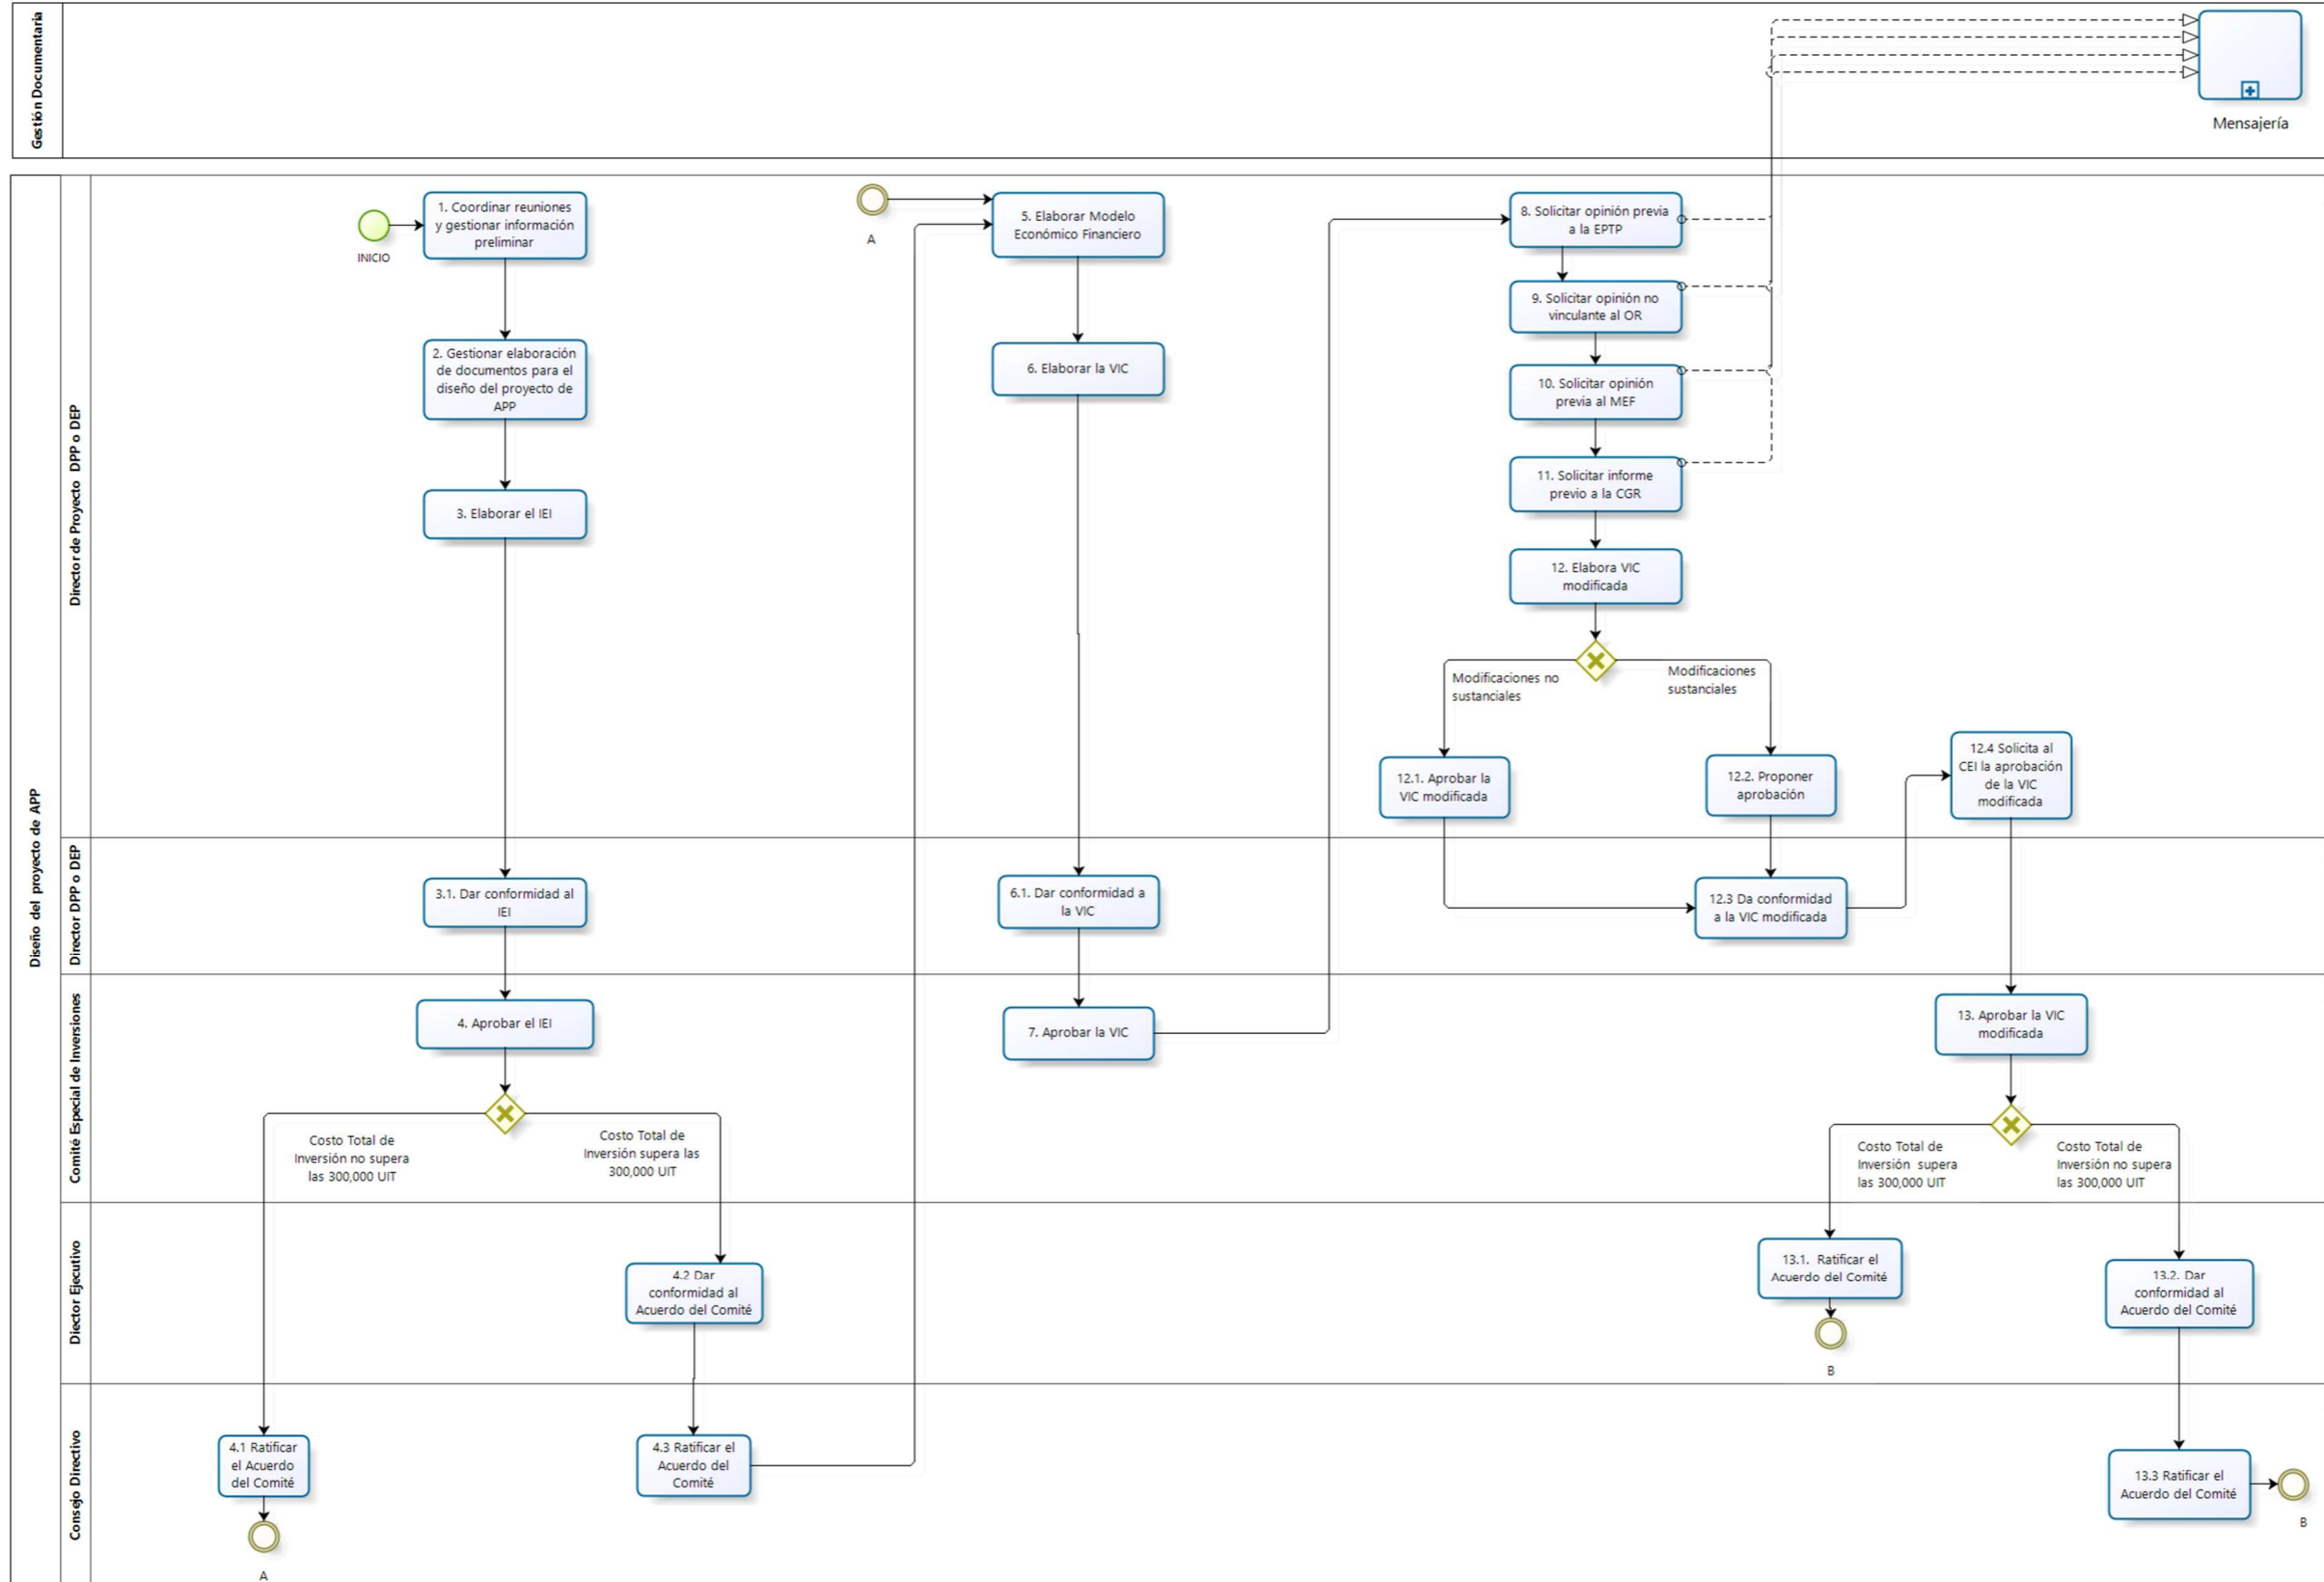 Gestión Documentaria
Mensajería
Diseño del proyecto de APP
Director de Proyecto DPP o DEP
INICIO
1. Coordinar reuniones
y gestionar información
preliminar
2. Gestionar elaboración
de documentos para el
diseño del proyecto de
APP
3. Elaborar el IEI
A
5. Elaborar Modelo
Económico Financiero
6. Elaborar la VIC
8. Solicitar opinión previa
a la EPTP
9. Solicitar opinión no
vinculante al OR
10. Solicitar opinión
previa al MEF
11. Solicitar informe
previo a la CGR
12. Elabora VIC
modificada
Modificaciones no
sustanciales
Modificaciones
sustanciales
12.1. Aprobar la
VIC modificada
12.2. Proponer
aprobación
12.4 Solicita al
CEI la aprobación
de la VIC
modificada
Director DPP o DEP
3.1. Dar conformidad al
IEI
6.1. Dar conformidad a
la VIC
12.3 Da conformidad
a la VIC modificada
Comité Especial de Inversiones
4. Aprobar el IEI
7. Aprobar la VIC
13. Aprobar la VIC
modificada
Costo Total de
Inversión no supera
las 300,000 UIT
Costo Total de
Inversión supera las
300,000 UIT
Costo Total de
Inversión supera
las 300,000 UIT
Costo Total de
Inversión no supera
las 300,000 UIT
Diector Ejecutivo
4.2 Dar
conformidad al
Acuerdo del Comité
13.1. Ratificar el
Acuerdo del Comité
B
13.2. Dar
conformidad al
Acuerdo del Comité
Consejo Directivo
4.1 Ratificar
el Acuerdo
del Comité
A
4.3 Ratificar el
Acuerdo del
Comité
13.3 Ratificar el
Acuerdo del Comité
B